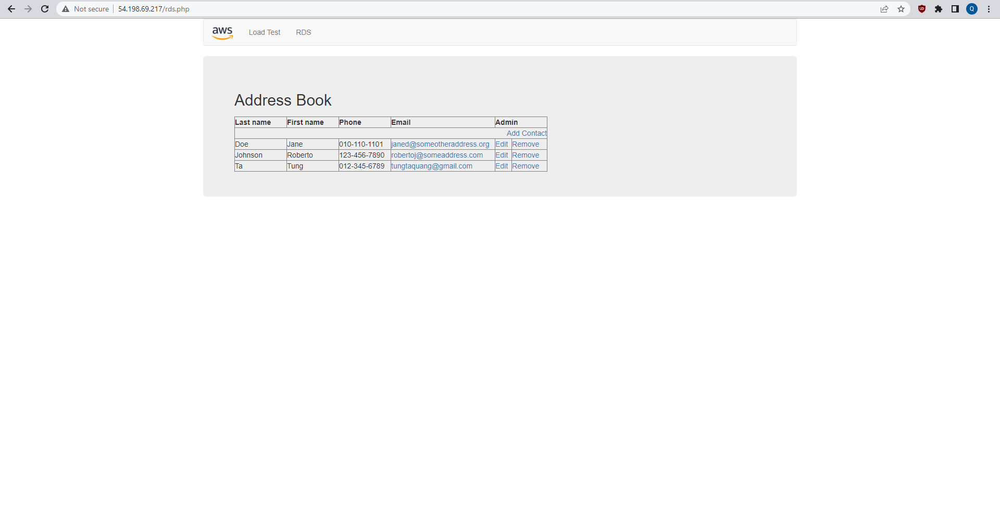 Not secure 54.198.69.217/rds.php Q
aws Load Test RDS
Address Book
Last name First name Phone Email Admin
Add Contact
Doe Jane 010-110-1101 janed@someotheraddress.org Edit Remove
Johnson Roberto 123-456-7890 robertoj@someaddress.com Edit Remove
Ta Tung 012-345-6789 tungtaquang@gmail.com Edit Remove